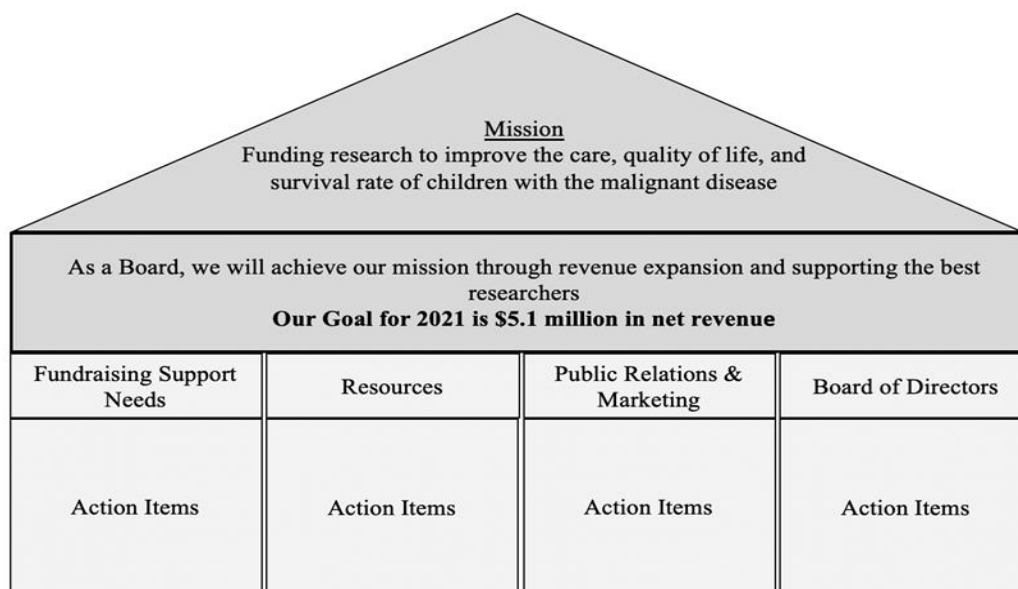 Mission
Funding research to improve the care, quality of life, and
survival rate of children with the malignant disease
As a Board, we will achieve our mission through revenue expansion and supporting the best
researchers
Our Goal for 2021 is $5.1 million in net revenue
Fundraising Support
Needs
Resources
Public Relations &
Marketing
Board of Directors
Action Items
Action Items
Action Items
Action Items